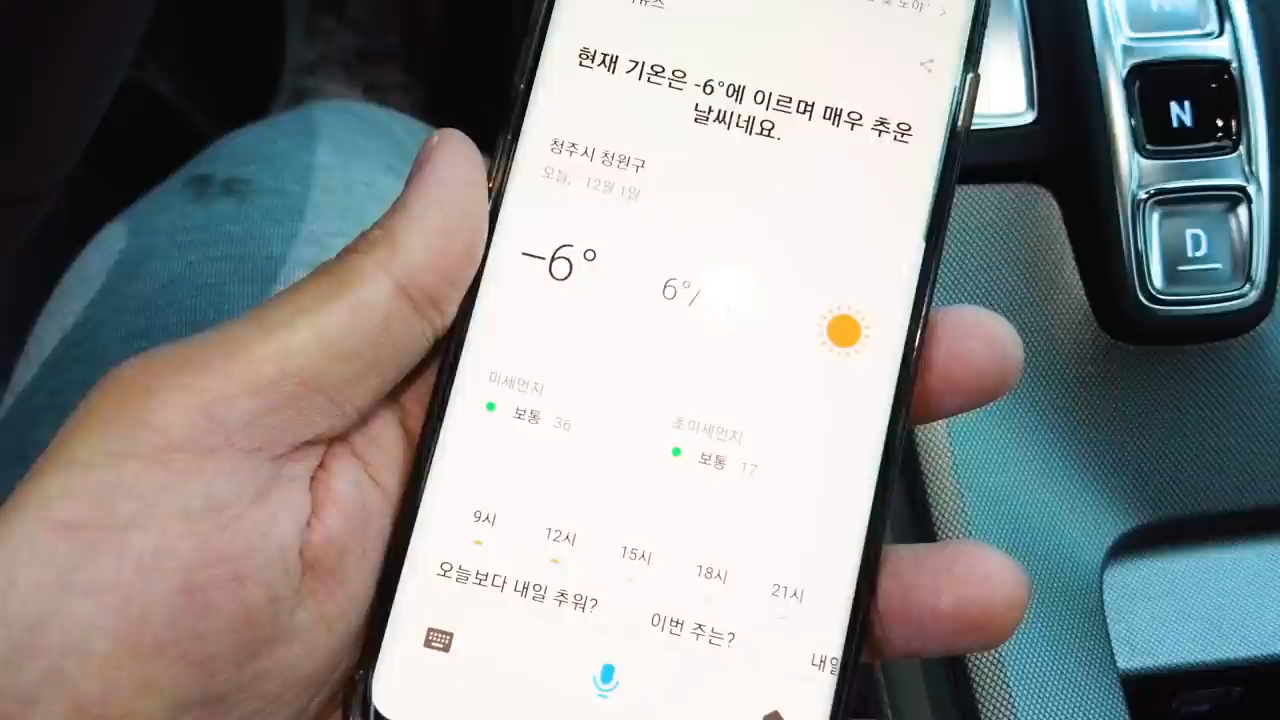 현재 기온은 -6°에 이르며 매우 추운
날씨네요.
청주시 청원구
오늘, 12월 1일
-6°
6°/
미세먼지
보통 36
초미세먼지
보통 17
9시 12시 15시 18시 21시
오늘보다 내일 추워?
이번 주는?
내일
N
D